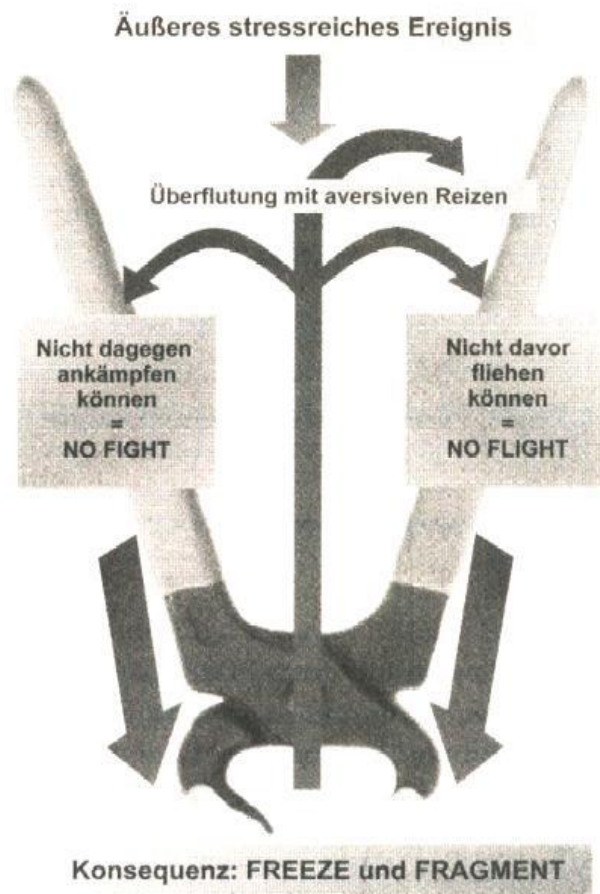 Äußeres stressreiches Ereignis
Überflutung mit aversiven Reizen
Nicht dagegen
ankämpfen
können
=
NO FIGHT
Nicht davor
fliehen
können
=
NO FLIGHT
Konsequenz: FREEZE und FRAGMENT